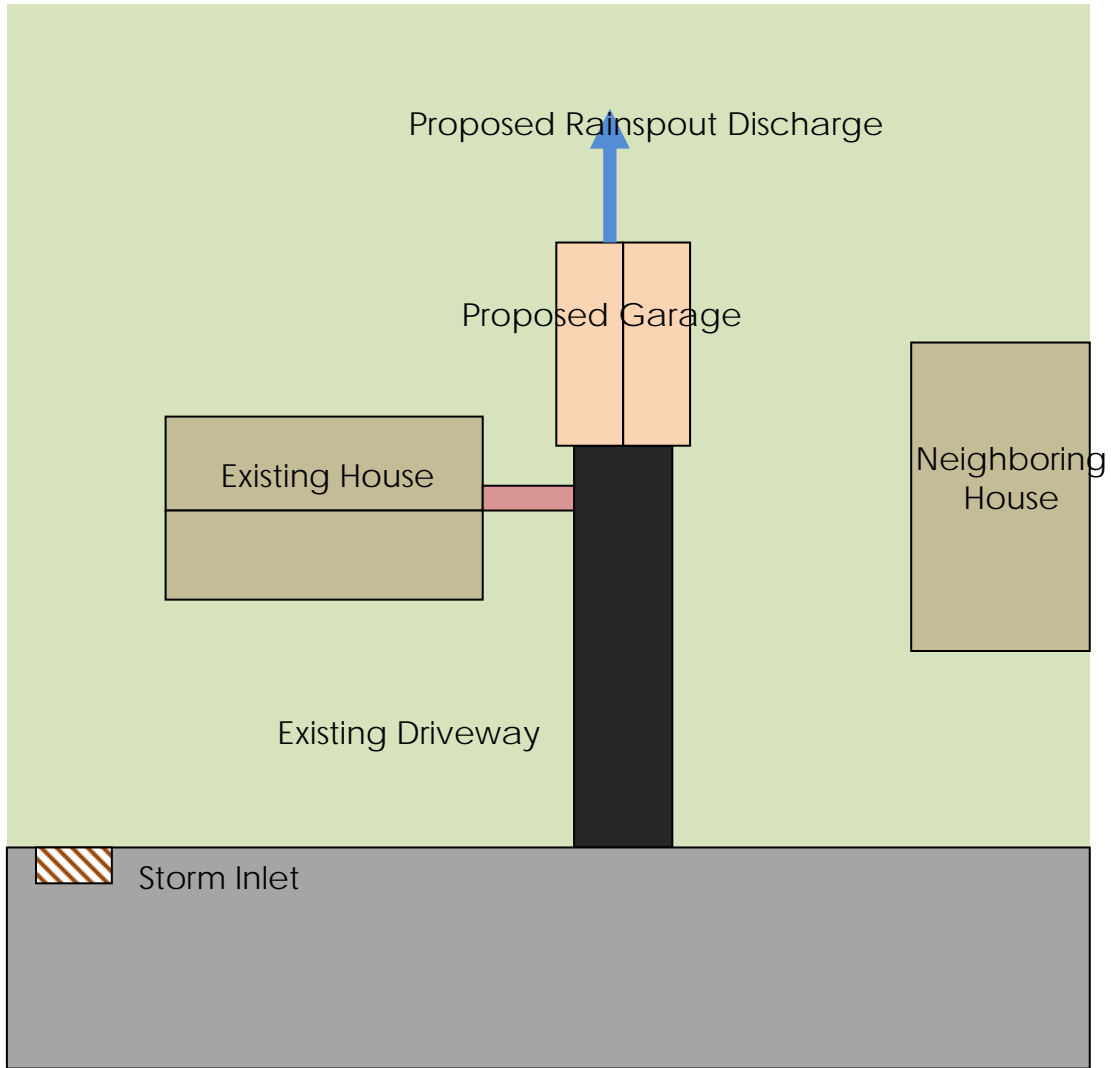 Proposed Rainspout Discharge
Proposed Garage
Existing House
Neighboring
House
Existing Driveway
Storm Inlet